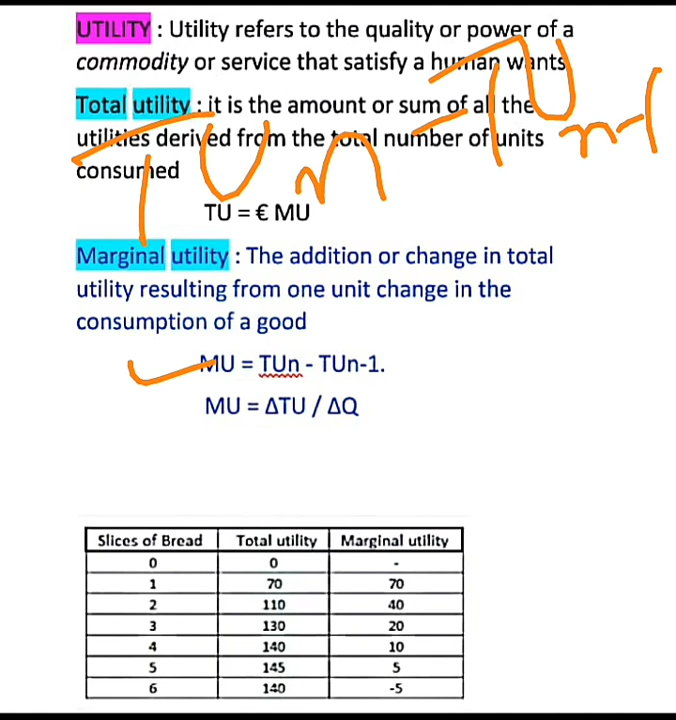 UTILITY : Utility refers to the quality or power of a
commodity or service that satisfy a human wants
Total utility : it is the amount or sum of all the
utilities derived from the total number of units
consumed
TUn - TUn-1
TU = € MU
Marginal utility : The addition or change in total
utility resulting from one unit change in the
consumption of a good
MU = TUn - TUn-1.
MU = ΔTU / ΔQ
Slices of Bread Total utility Marginal utility
0 0 -
1 70 70
2 110 40
3 130 20
4 140 10
5 145 5
6 140 -5